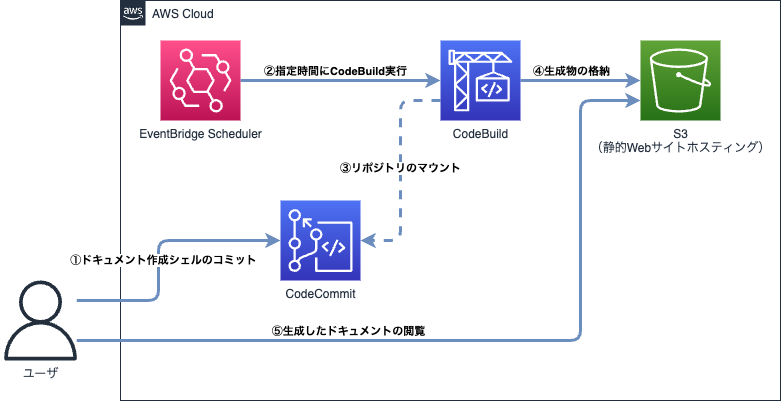 aws
AWS Cloud
②指定時間にCodeBuild実行
④生成物の格納
EventBridge Scheduler
CodeBuild
S3
（静的Webサイトホスティング）
③リポジトリのマウント
①ドキュメント作成シェルのコミット
CodeCommit
⑤生成したドキュメントの閲覧
ユーザ